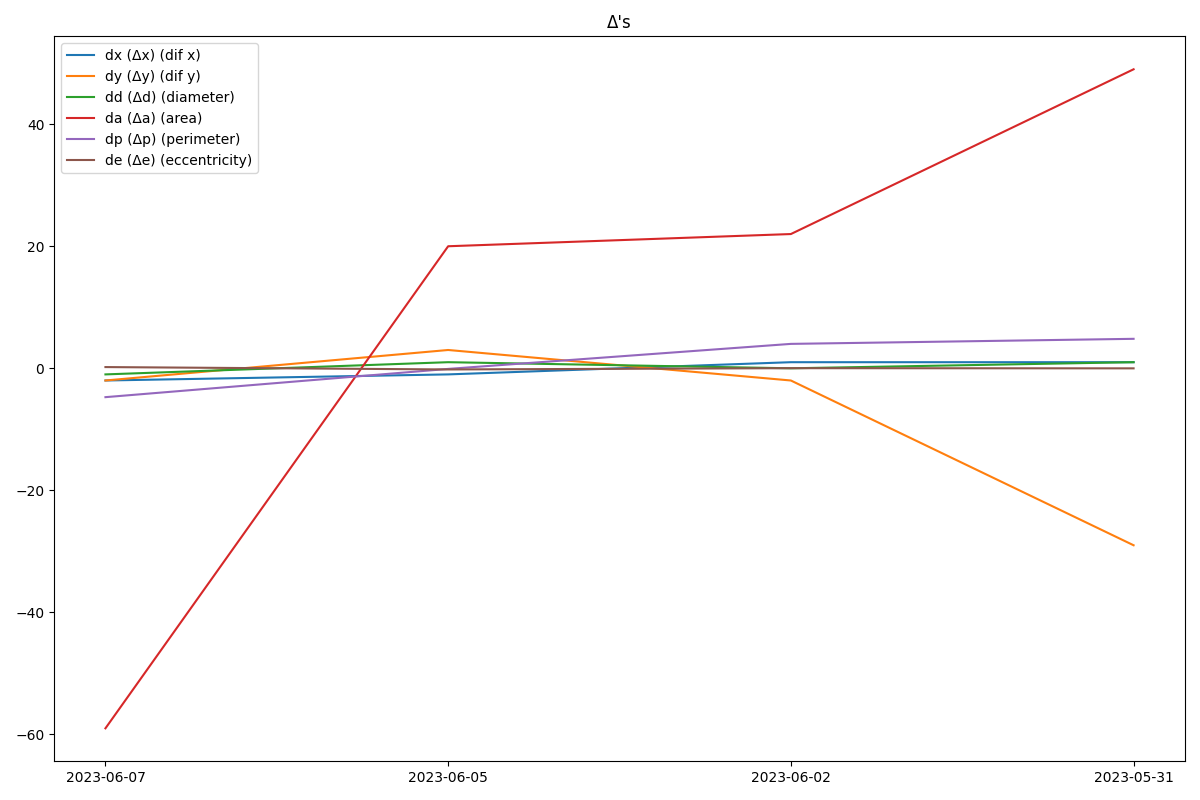 Δ's
dx (Δx) (dif x)
dy (Δy) (dif y)
dd (Δd) (diameter)
da (Δa) (area)
dp (Δp) (perimeter)
de (Δe) (eccentricity)
40
20
0
−20
−40
−60
2023-06-07 2023-06-05 2023-06-02 2023-05-31